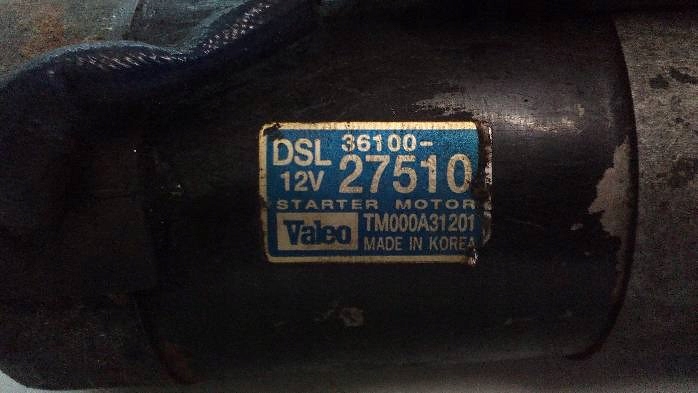 DSL 36100-
12V 27510
STARTER MOTOR
Valeo TM000A31201
MADE IN KOREA